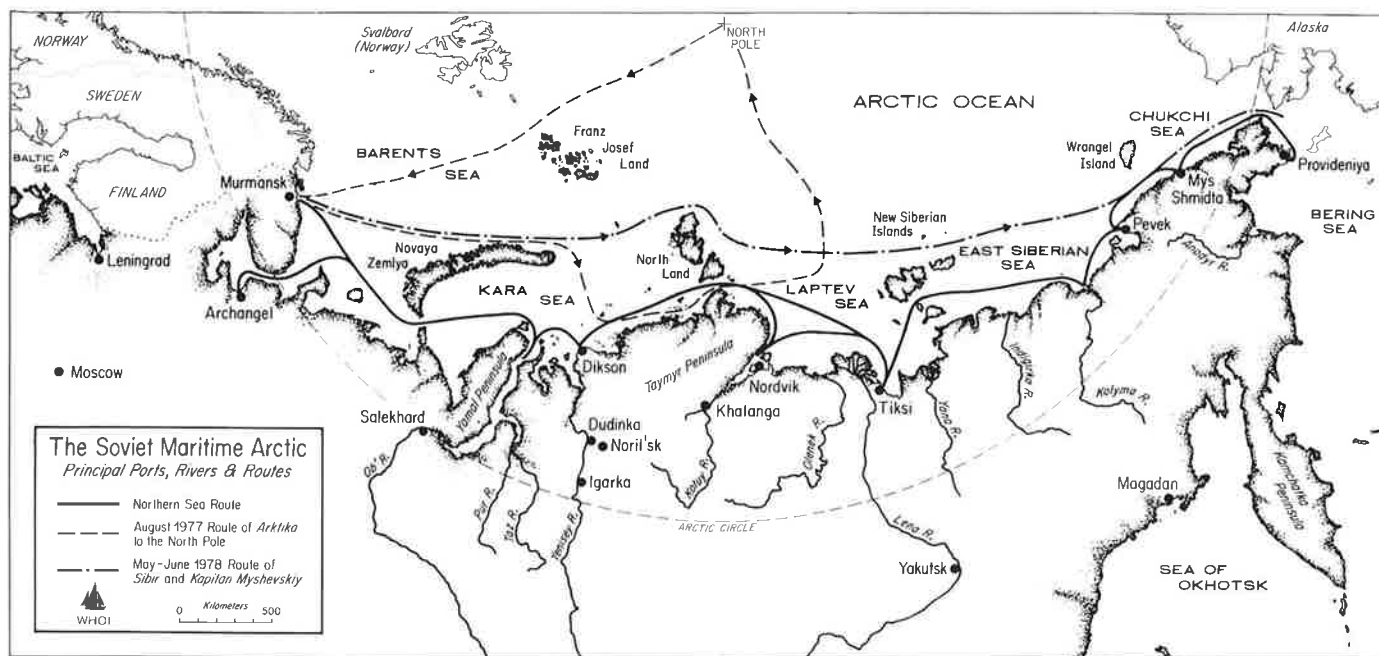 NORWAY
Svalbard
(Norway)
NORTH
POLE
Alaska
SWEDEN
ARCTIC OCEAN
CHUKCHI
SEA
BALTIC
SEA
FINLAND
BARENTS
SEA
Franz
Josef
Land
Wrangel
Island
Provideniya
Murmansk
Mys
Shmidta
BERING
SEA
Leningrad
Novaya
Zemlya
North
Land
New Siberian
Islands
EAST SIBERIAN
SEA
Pevek
Anadyr R.
Archangel
KARA
SEA
LAPTEV
SEA
Moscow
Yamal Peninsula
Dikson
Taymyr Peninsula
Nordvik
Tiksi
Indigirka R.
Kolyma R.
Yana R.
Salekhard
Khatanga
Dudinka
Noril'sk
Igarka
Ob' R.
Pur R.
Taz R.
Yenisey R.
Kotuy R.
Olenek R.
Lena R.
ARCTIC CIRCLE
Yakutsk
Magadan
Kamchatka
Peninsula
SEA OF
OKHOTSK
The Soviet Maritime Arctic
Principal Ports, Rivers & Routes
Northern Sea Route
August 1977 Route of Arktika
to the North Pole
May-June 1978 Route of
Sibir and Kapitan Myshevskiy
WHOI
Kilometers
0 500